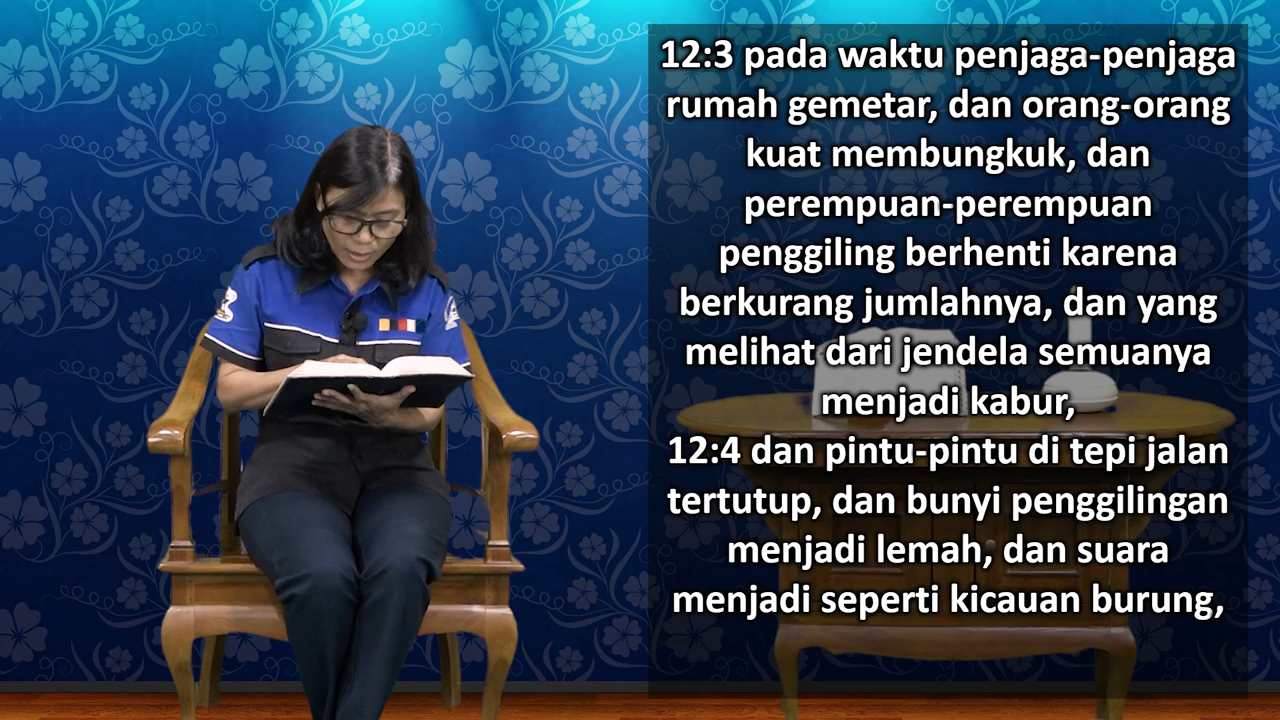 12:3 pada waktu penjaga-penjaga
rumah gemetar, dan orang-orang
kuat membungkuk, dan
perempuan-perempuan
penggiling berhenti karena
berkurang jumlahnya, dan yang
melihat dari jendela semuanya
menjadi kabur,
12:4 dan pintu-pintu di tepi jalan
tertutup, dan bunyi penggilingan
menjadi lemah, dan suara
menjadi seperti kicauan burung,